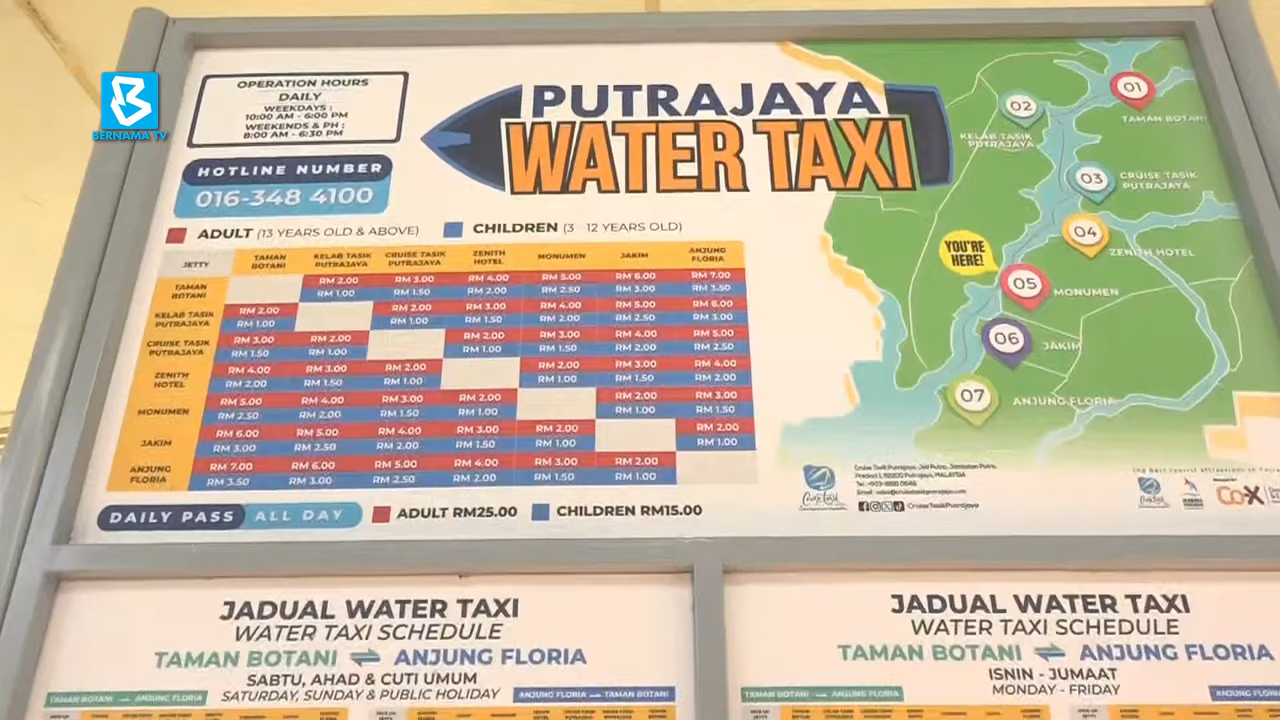 BERNAMA TV
OPERATION HOURS
DAILY
WEEKDAYS :
10:00 AM - 6:00 PM
WEEKENDS & PH :
8:00 AM - 6:30 PM
HOTLINE NUMBER
016-348 4100
PUTRAJAYA
WATER TAXI
ADULT (13 YEARS OLD & ABOVE) CHILDREN (3 - 12 YEARS OLD)
JETTY TAMAN BOTANI KELAB TASIK PUTRAJAYA CRUISE TASIK PUTRAJAYA ZENITH HOTEL MONUMEN JAKIM ANJUNG FLORIA
TAMAN BOTANI RM 2.00 RM 3.00 RM 4.00 RM 5.00 RM 6.00 RM 7.00
RM 1.00 RM 1.50 RM 2.00 RM 2.50 RM 3.00 RM 3.50
KELAB TASIK PUTRAJAYA RM 2.00 RM 2.00 RM 3.00 RM 4.00 RM 5.00 RM 6.00
RM 1.00 RM 1.00 RM 1.50 RM 2.00 RM 2.50 RM 3.00
CRUISE TASIK PUTRAJAYA RM 3.00 RM 2.00 RM 2.00 RM 3.00 RM 4.00 RM 5.00
RM 1.50 RM 1.00 RM 1.00 RM 1.50 RM 2.00 RM 2.50
ZENITH HOTEL RM 4.00 RM 3.00 RM 2.00 RM 2.00 RM 3.00 RM 4.00
RM 2.00 RM 1.50 RM 1.00 RM 1.00 RM 1.50 RM 2.00
MONUMEN RM 5.00 RM 4.00 RM 3.00 RM 2.00 RM 2.00 RM 3.00
RM 2.50 RM 2.00 RM 1.50 RM 1.00 RM 1.00 RM 1.50
JAKIM RM 6.00 RM 5.00 RM 4.00 RM 3.00 RM 2.00 RM 2.00
RM 3.00 RM 2.50 RM 2.00 RM 1.50 RM 1.00 RM 1.00
ANJUNG FLORIA RM 7.00 RM 6.00 RM 5.00 RM 4.00 RM 3.00 RM 2.00
RM 3.50 RM 3.00 RM 2.50 RM 2.00 RM 1.50 RM 1.00
DAILY PASS ALL DAY ADULT RM25.00 CHILDREN RM15.00
01
TAMAN BOTANI
02
KELAB TASIK
PUTRAJAYA
03
CRUISE TASIK
PUTRAJAYA
04
ZENITH HOTEL
YOU'RE
HERE!
05
MONUMEN
06
JAKIM
07
ANJUNG FLORIA
Cruise Tasik Putrajaya, Jeti Putra, Jambatan Putra,
Precinct 1, 62000 Putrajaya, MALAYSIA
CruiseTasikPutrajaya
JADUAL WATER TAXI
WATER TAXI SCHEDULE
TAMAN BOTANI ANJUNG FLORIA
SABTU, AHAD & CUTI UMUM
SATURDAY, SUNDAY & PUBLIC HOLIDAY
TAMAN BOTANI ANJUNG FLORIA
ANJUNG FLORIA TAMAN BOTANI
JADUAL WATER TAXI
WATER TAXI SCHEDULE
TAMAN BOTANI ANJUNG FLORIA
ISNIN - JUMAAT
MONDAY - FRIDAY
TAMAN BOTANI ANJUNG FLORIA
ANJUNG FLORIA